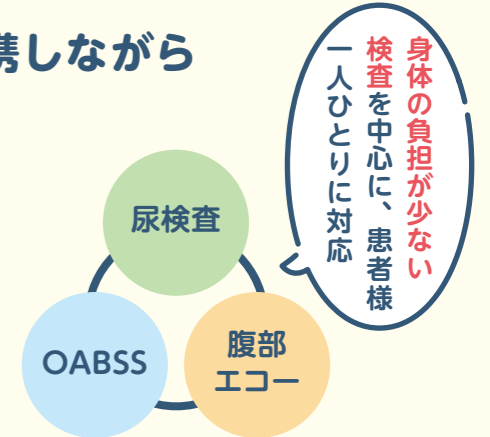 携しながら
身体の負担が少ない
検査を中心に、患者様
一人ひとりに対応
尿検査
OABSS
腹部
エコー